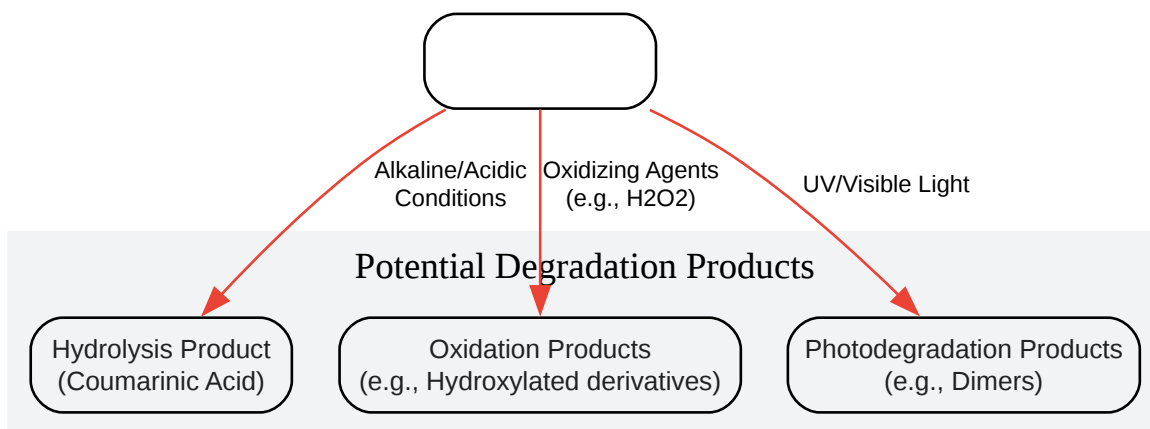 Alkaline/Acidic
Conditions
Oxidizing Agents
(e.g., H2O2)
UV/Visible Light
Potential Degradation Products
Hydrolysis Product
(Coumarinic Acid)
Oxidation Products
(e.g., Hydroxylated derivatives)
Photodegradation Products
(e.g., Dimers)